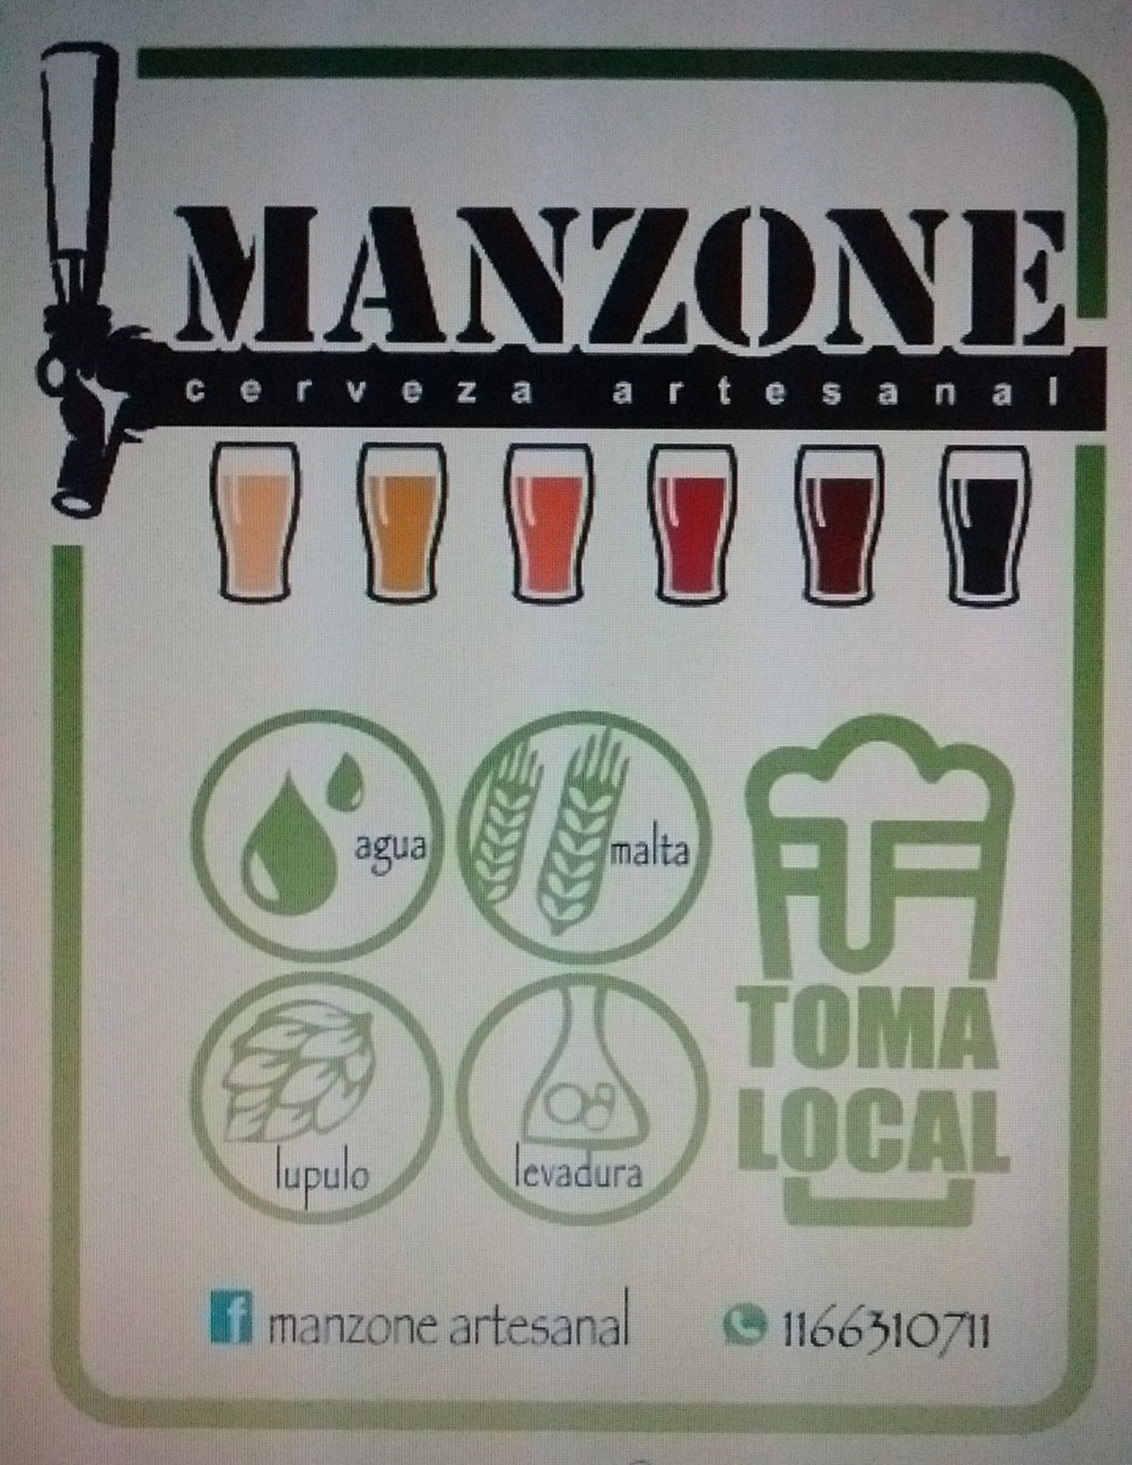 MANZONE
cerveza artesanal
agua
malta
lupulo
levadura
TOMA
LOCAL
manzone artesanal
1166310711